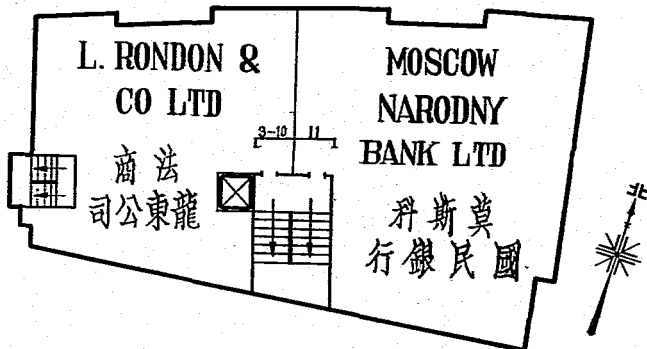 L. RONDON &
CO LTD
法商
龍東公司
9-10
11
MOSCOW
NARODNY
BANK LTD
莫斯科
國民銀行
北